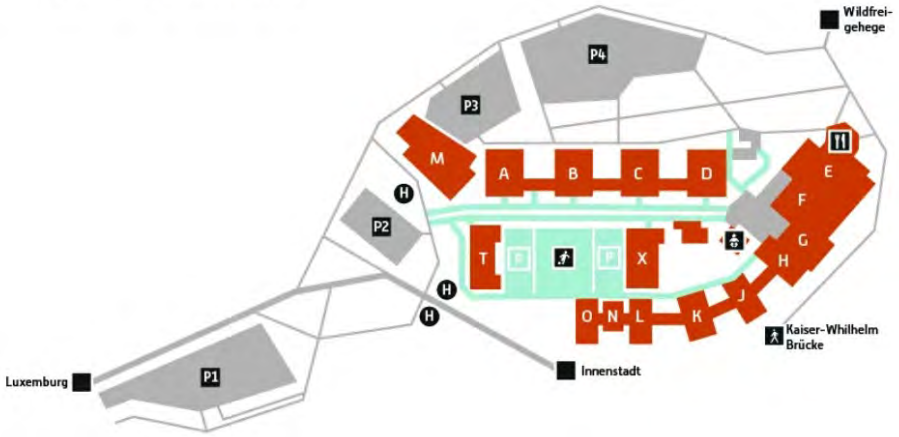 Wildfrei-
gehege
P4
P3
M
A
B
C
D
E
F
H
P2
G
T
P
P
X
H
H
J
H
O
N
L
K
H
Kaiser-Whilhelm
Brücke
Luxemburg
P1
Innenstadt